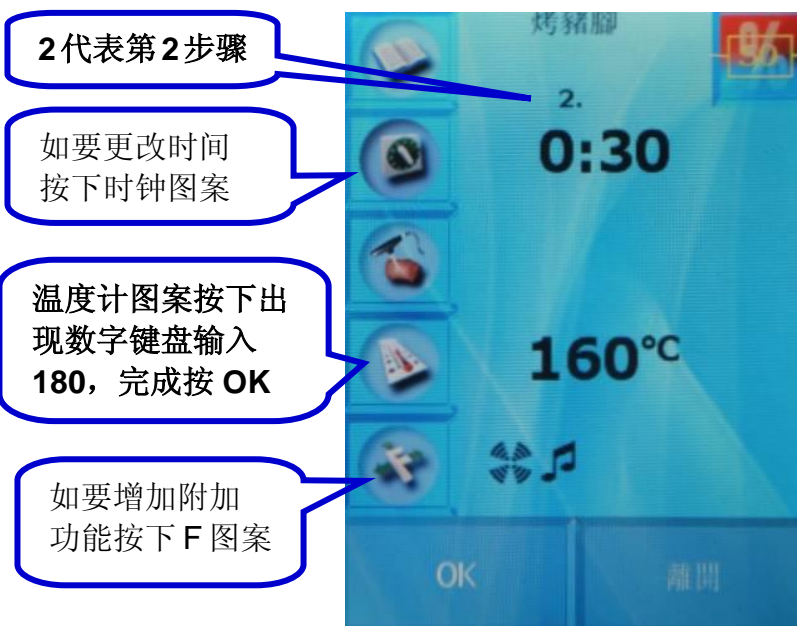 2代表第2步骤
如要更改时间
按下时钟图案
温度计图案按下出
现数字键盘输入
180，完成按 OK
如要增加附加
功能按下 F 图案
烤豬腳
%
2.
0:30
160°C
F
OK
離開